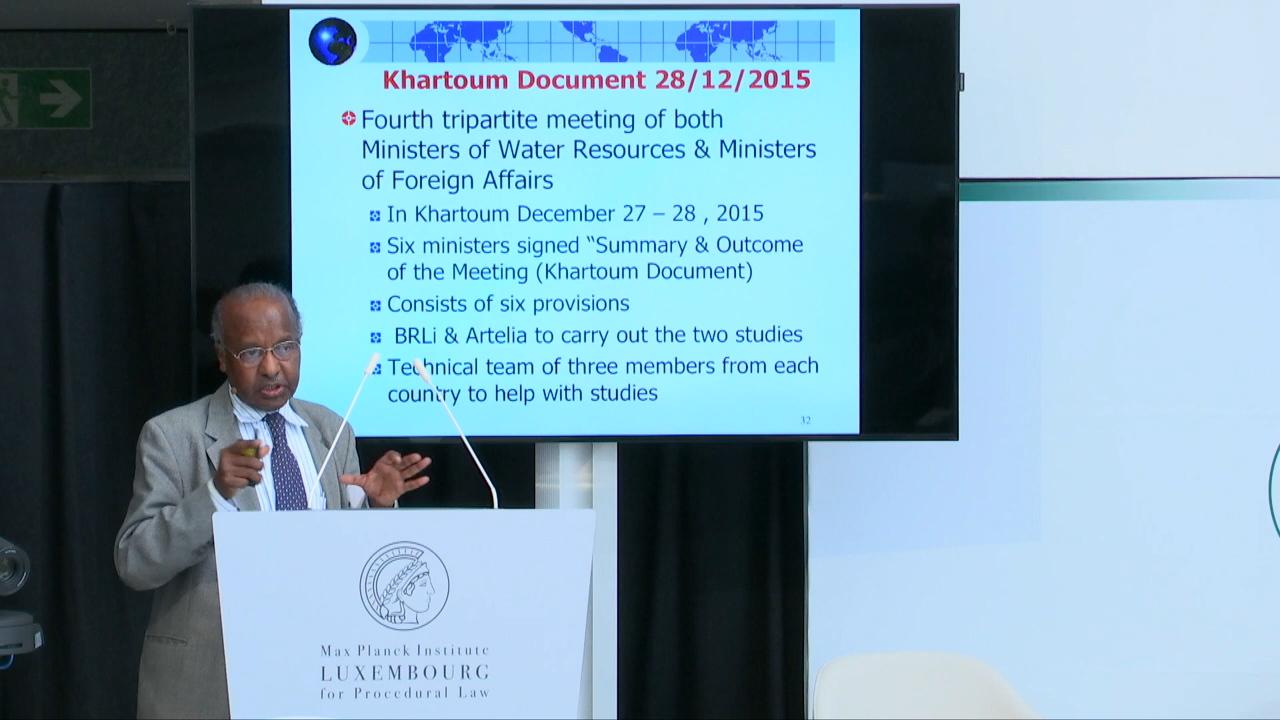 Khartoum Document 28/12/2015
Fourth tripartite meeting of both
Ministers of Water Resources & Ministers
of Foreign Affairs
In Khartoum December 27 – 28 , 2015
Six ministers signed “Summary & Outcome
of the Meeting (Khartoum Document)
Consists of six provisions
BRLi & Artelia to carry out the two studies
Technical team of three members from each
country to help with studies
32
Max Planck Institute
LUXEMBOURG
for Procedural Law